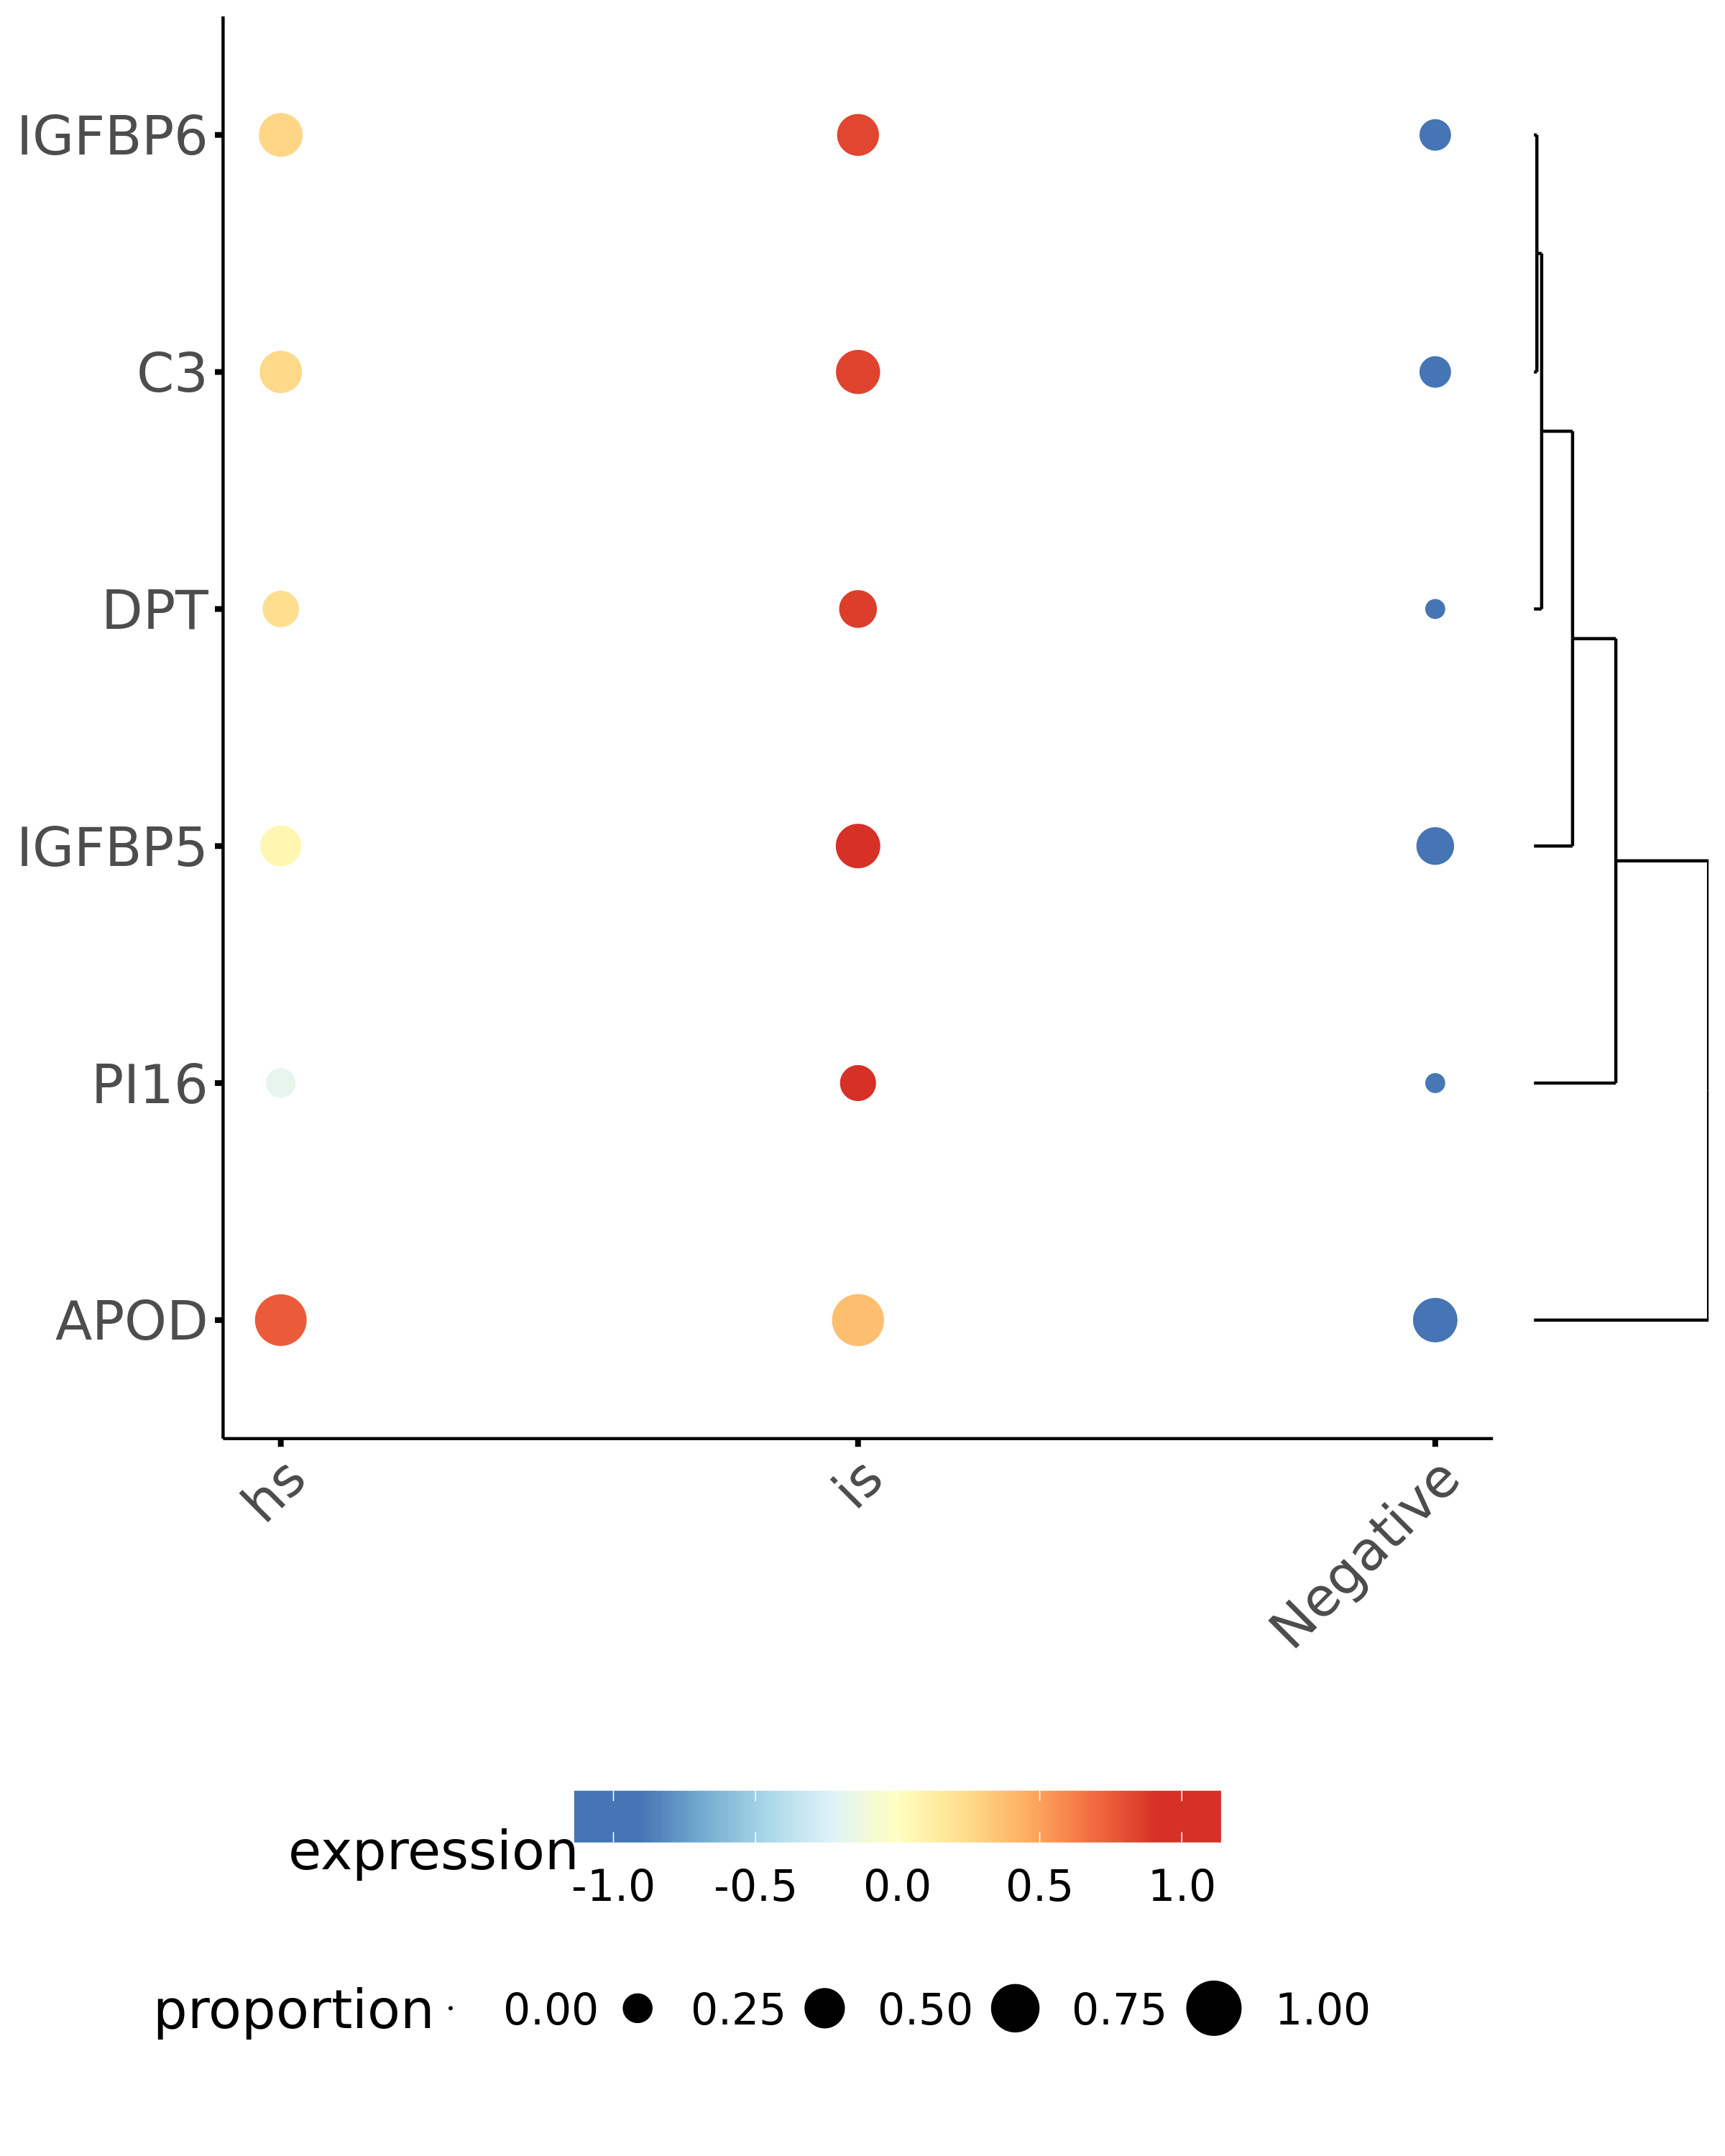 IGFBP6
C3
DPT
IGFBP5
PI16
APOD
hs is Negative
expression
-1.0 -0.5 0.0 0.5 1.0
proportion 0.00 0.25 0.50 0.75 1.00